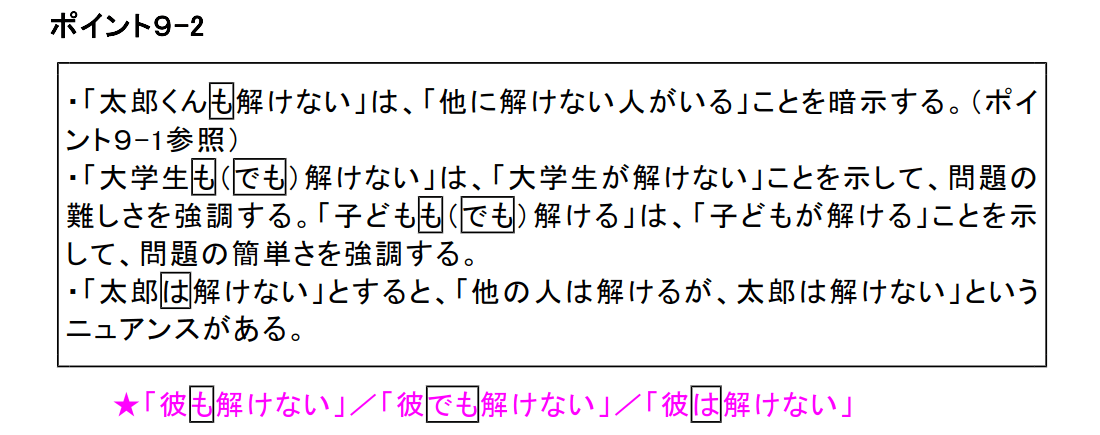 ポイント９-２
・「太郎くんも解けない」は、「他に解けない人がいる」ことを暗示する。（ポイ
ント９-１参照）
・「大学生も（でも）解けない」は、「大学生が解けない」ことを示して、問題の
難しさを強調する。「子どもも（でも）解ける」は、「子どもが解ける」ことを示
して、問題の簡単さを強調する。
・「太郎は解けない」とすると、「他の人は解けるが、太郎は解けない」という
ニュアンスがある。
★「彼も解けない」／「彼でも解けない」／「彼は解けない」